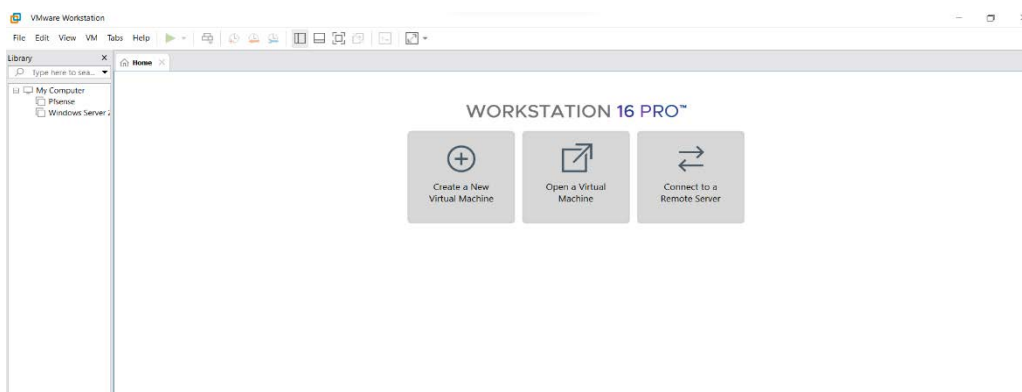 VMware Workstation
File Edit View VM Tabs Help
Library
Home
Type here to sea...
My Computer
Pfsense
Windows Server 2
WORKSTATION 16 PRO™
Create a New
Virtual Machine
Open a Virtual
Machine
Connect to a
Remote Server